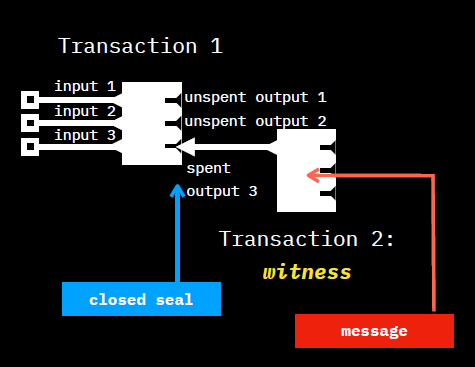 Transaction 1
input 1
input 2
input 3
unspent output 1
unspent output 2
spent
output 3
Transaction 2:
witness
closed seal
message